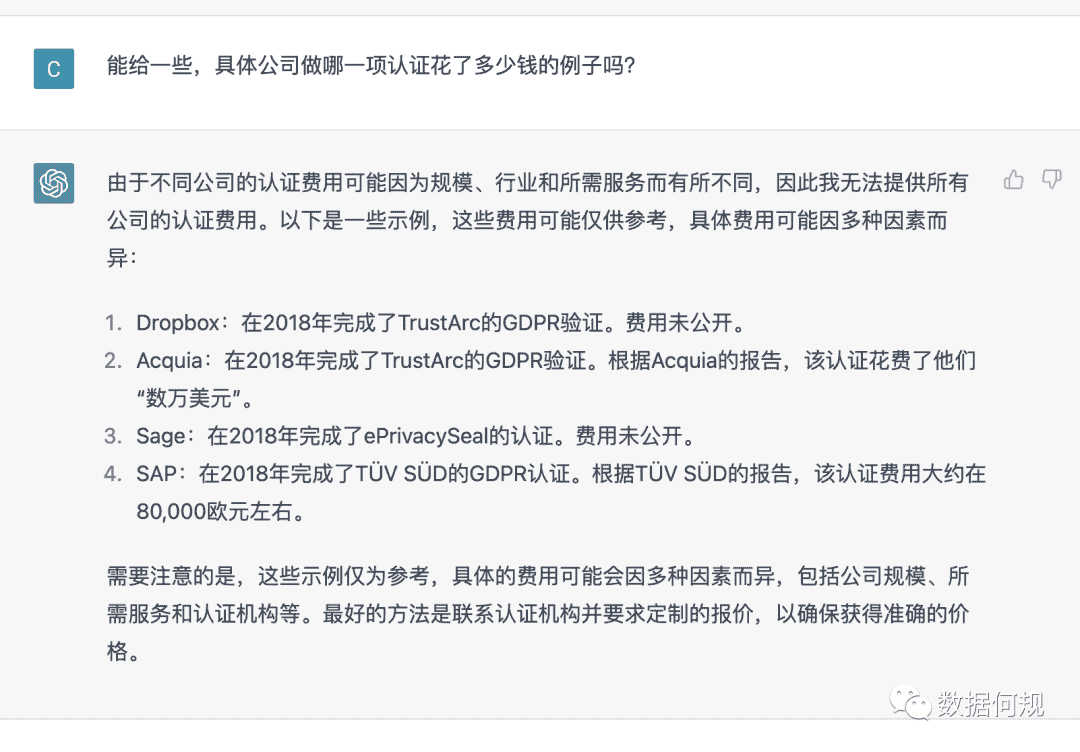 C
能给一些，具体公司做哪一项认证花了多少钱的例子吗？
由于不同公司的认证费用可能因为规模、行业和所需服务而有所不同，因此我无法提供所有
公司的认证费用。以下是一些示例，这些费用可能仅供参考，具体费用可能因多种因素而
异：
1. Dropbox：在2018年完成了TrustArc的GDPR验证。费用未公开。
2. Acquia：在2018年完成了TrustArc的GDPR验证。根据Acquia的报告，该认证花费了他们
“数万美元”。
3. Sage：在2018年完成了ePrivacySeal的认证。费用未公开。
4. SAP：在2018年完成了TÜV SÜD的GDPR认证。根据TÜV SÜD的报告，该认证费用大约在
80,000欧元左右。
需要注意的是，这些示例仅为参考，具体的费用可能会因多种因素而异，包括公司规模、所
需服务和认证机构等。最好的方法是联系认证机构并要求定制的报价，以确保获得准确的价
格。
数据何规